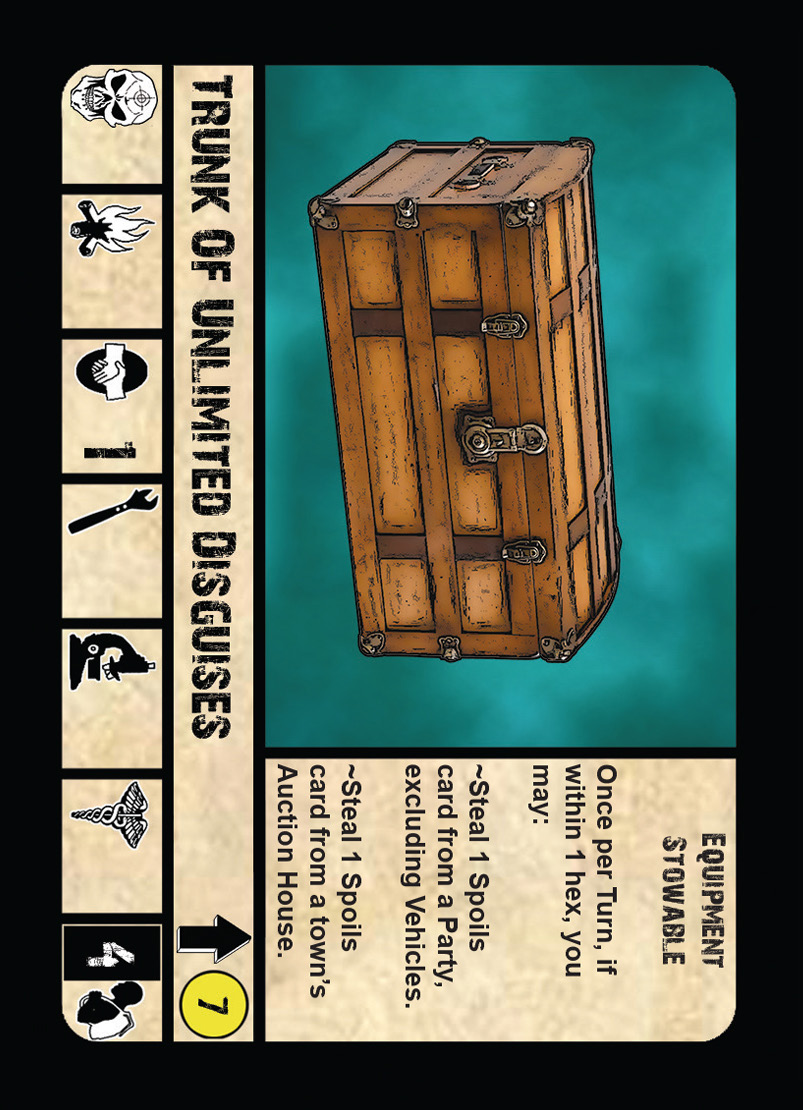 EQUIPMENT
STOWABLE
Once per Turn, if
within 1 hex, you
may:
~Steal 1 Spoils
card from a Party,
excluding Vehicles.
~Steal 1 Spoils
card from a town's
Auction House.
TRUNK OF UNLIMITED DISGUISES
7
1
4